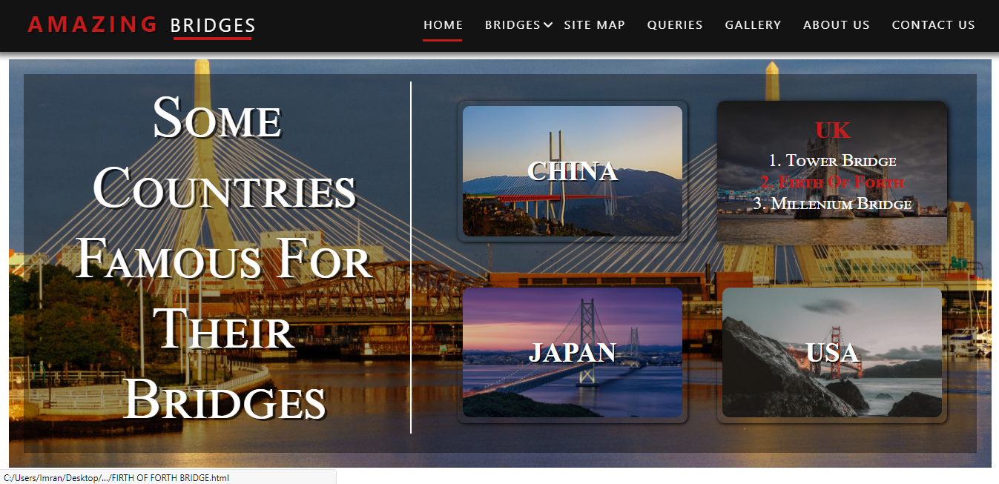 AMAZING BRIDGES
HOME BRIDGES SITE MAP QUERIES GALLERY ABOUT US CONTACT US
Some
Countries
Famous For
Their
Bridges
CHINA
UK
1. Tower Bridge
2. Firth Of Forth
3. Millenium Bridge
JAPAN
USA
C:/Users/Imran/Desktop/.../FIRTH OF FORTH BRIDGE.html